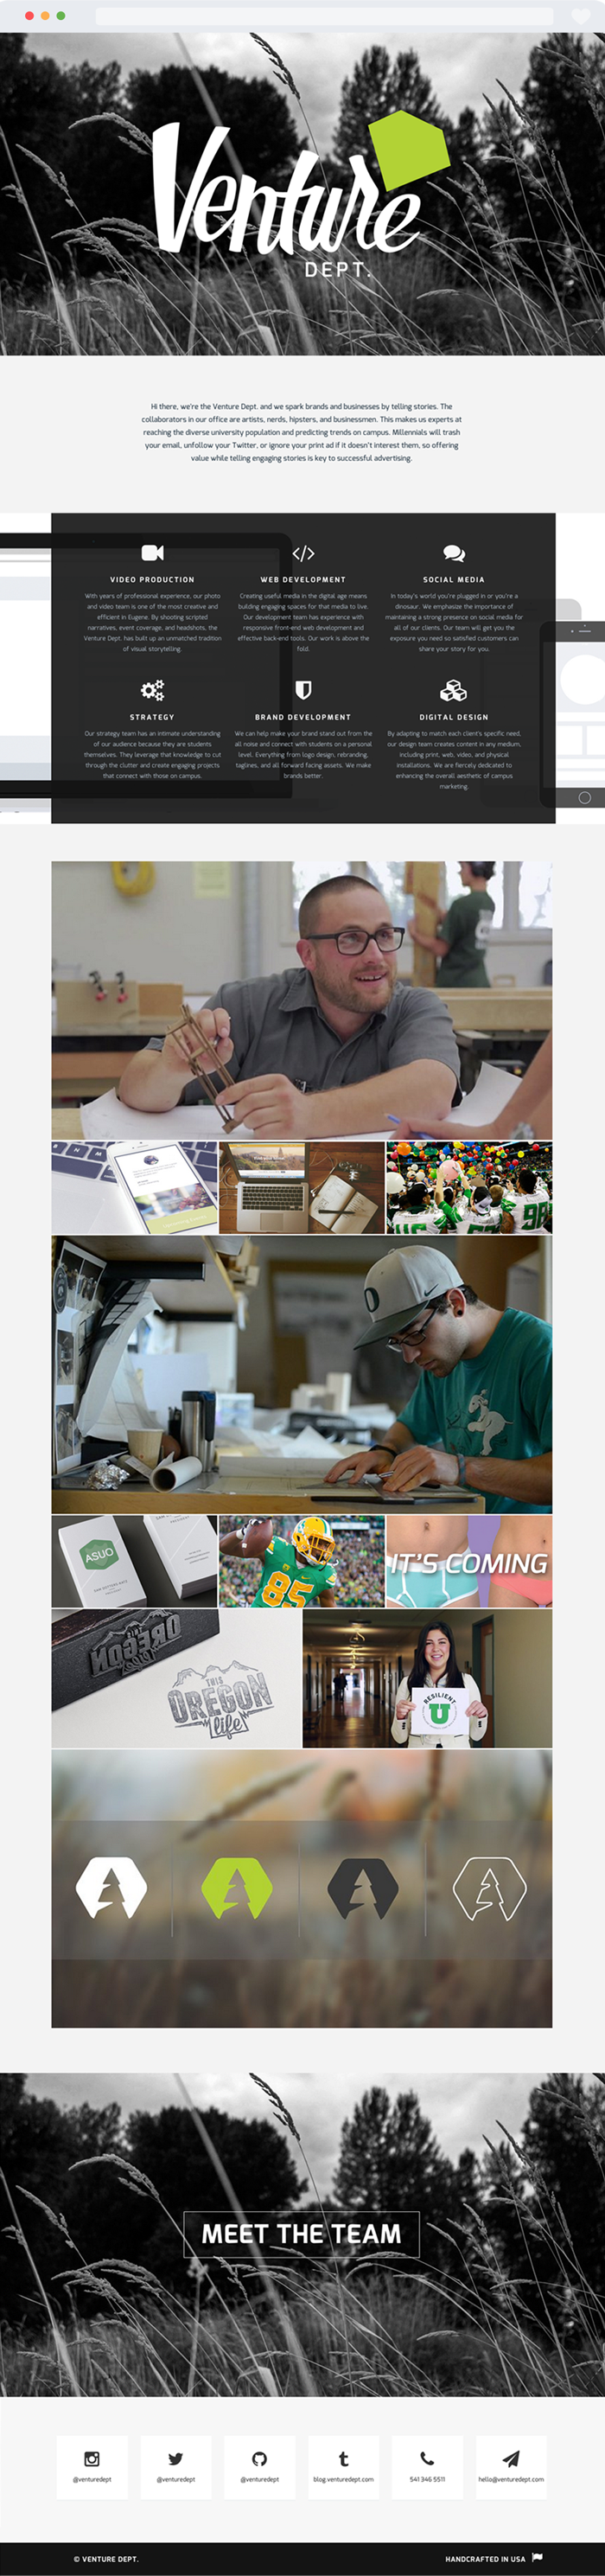 Venture
DEPT.
Hi there, we're the Venture Dept. and we spark brands and businesses by telling stories. The
collaborators in our office are artists, nerds, hipsters, and businessmen. This makes us experts at
reaching the diverse university population and predicting trends on campus. Millennials will trash
your email, unfollow your Twitter, or ignore your print ad if it doesn't interest them, so offering
value while telling engaging stories is key to successful advertising.
VIDEO PRODUCTION
With years of professional experience, our photo
and video team is one of the most creative and
efficient in Eugene. By shooting scripted
narratives, event coverage, and headshots, the
Venture Dept. has built up an unmatched tradition
of visual storytelling.
WEB DEVELOPMENT
Creating useful media in the digital age means
building engaging spaces for that media to live.
Our development team has experience with
responsive front-end web development and
effective back-end tools. Our work is above the
fold.
SOCIAL MEDIA
In today's world you're plugged in or you're a
dinosaur. We emphasize the importance of
maintaining a strong presence on social media for
all of our clients. Our team will get you the
exposure you need so satisfied customers can
share your story for you.
STRATEGY
Our strategy team has an intimate understanding
of our audience because they are students
themselves. They leverage that knowledge to cut
through the clutter and create engaging projects
that connect with those on campus.
BRAND DEVELOPMENT
We can help make your brand stand out from the
all noise and connect with students on a personal
level. Everything from logo design, rebranding,
taglines, and all forward facing assets. We make
brands better.
DIGITAL DESIGN
By adapting to match each client's specific need,
our design team creates content in any medium,
including print, web, video, and physical
installations. We are fiercely dedicated to
enhancing the overall aesthetic of campus
marketing.
98
O
ASUO
85
IT'S COMING
OREGON
THIS
OREGON
life
RESILIENT
U
MEET THE TEAM
@venturedept
@venturedept
@venturedept
blog.venturedept.com
541 346 5511
hello@venturedept.com
© VENTURE DEPT.
HANDCRAFTED IN USA